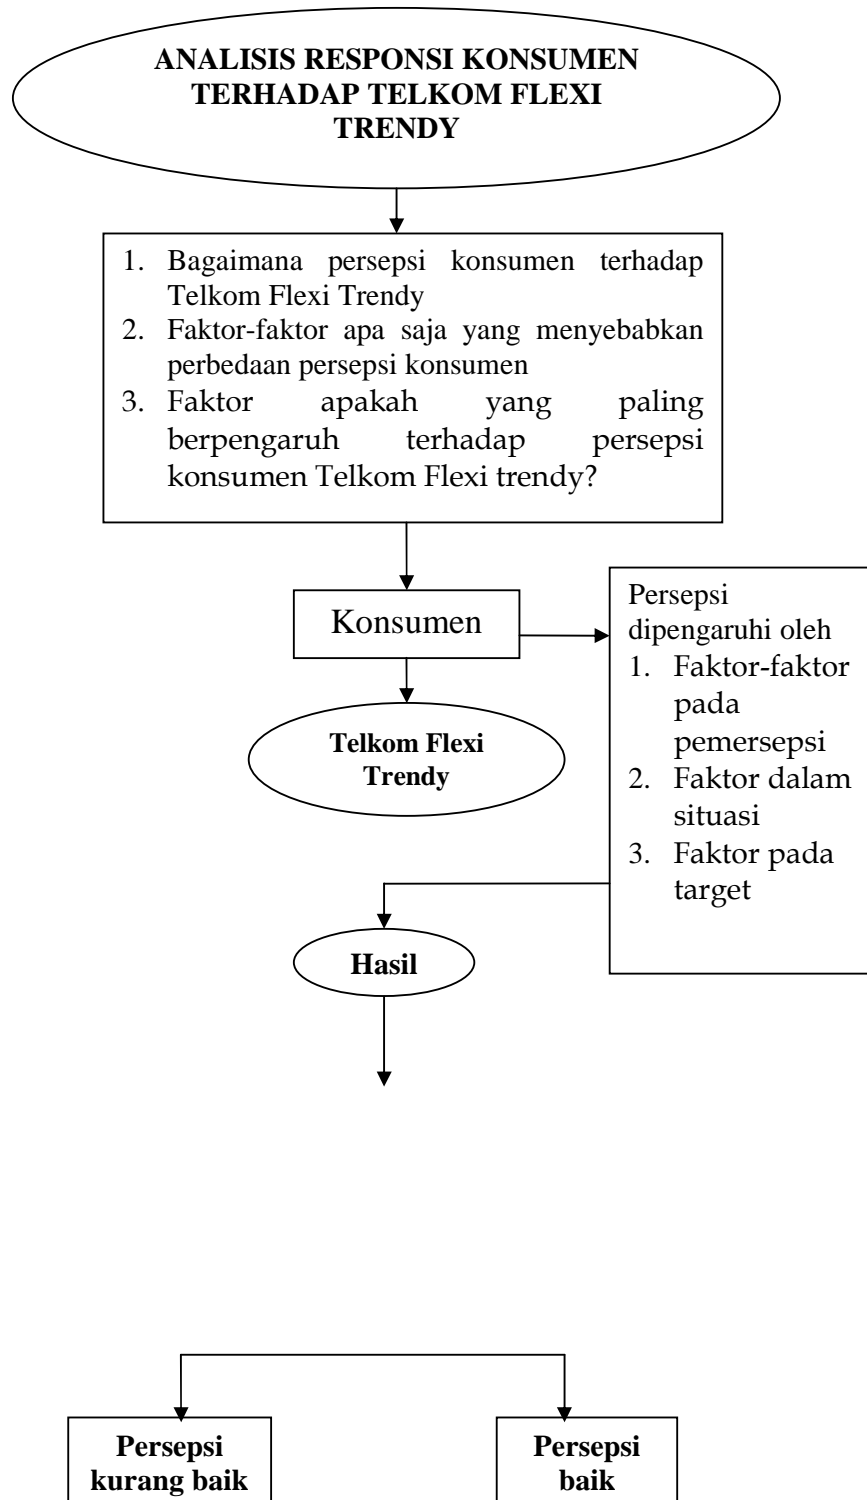 ANALISIS RESPONSI KONSUMEN
TERHADAP TELKOM FLEXI
TRENDY
1. Bagaimana persepsi konsumen terhadap
Telkom Flexi Trendy
2. Faktor-faktor apa saja yang menyebabkan
perbedaan persepsi konsumen
3. Faktor apakah yang paling
berpengaruh terhadap persepsi
konsumen Telkom Flexi trendy?
Konsumen
Persepsi
dipengaruhi oleh
1. Faktor-faktor
pada
pemersepsi
2. Faktor dalam
situasi
3. Faktor pada
target
Telkom Flexi
Trendy
Hasil
Persepsi
kurang baik
Persepsi
baik